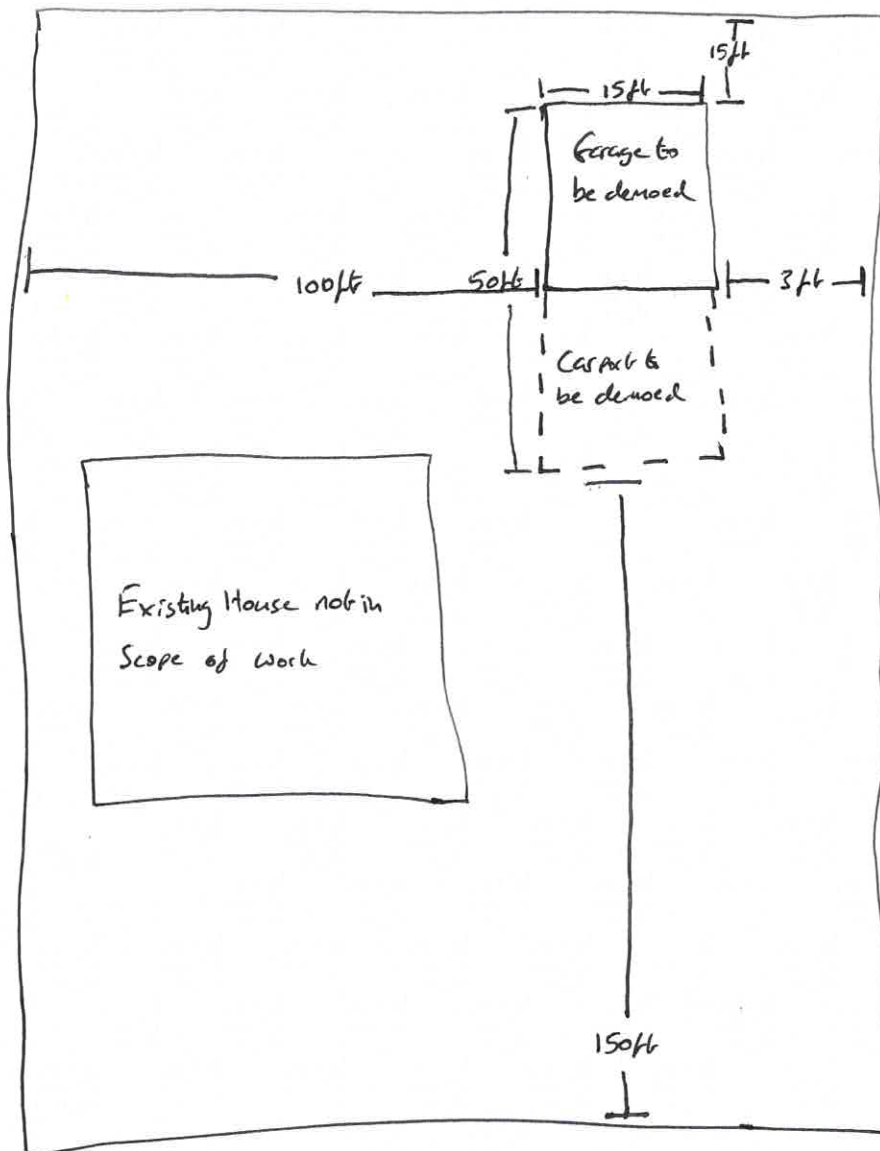 15ft
15ft
Garage to
be demoed
100ft
50ft
3ft
Carport to
be demoed
Existing House not in
Scope of work
150ft